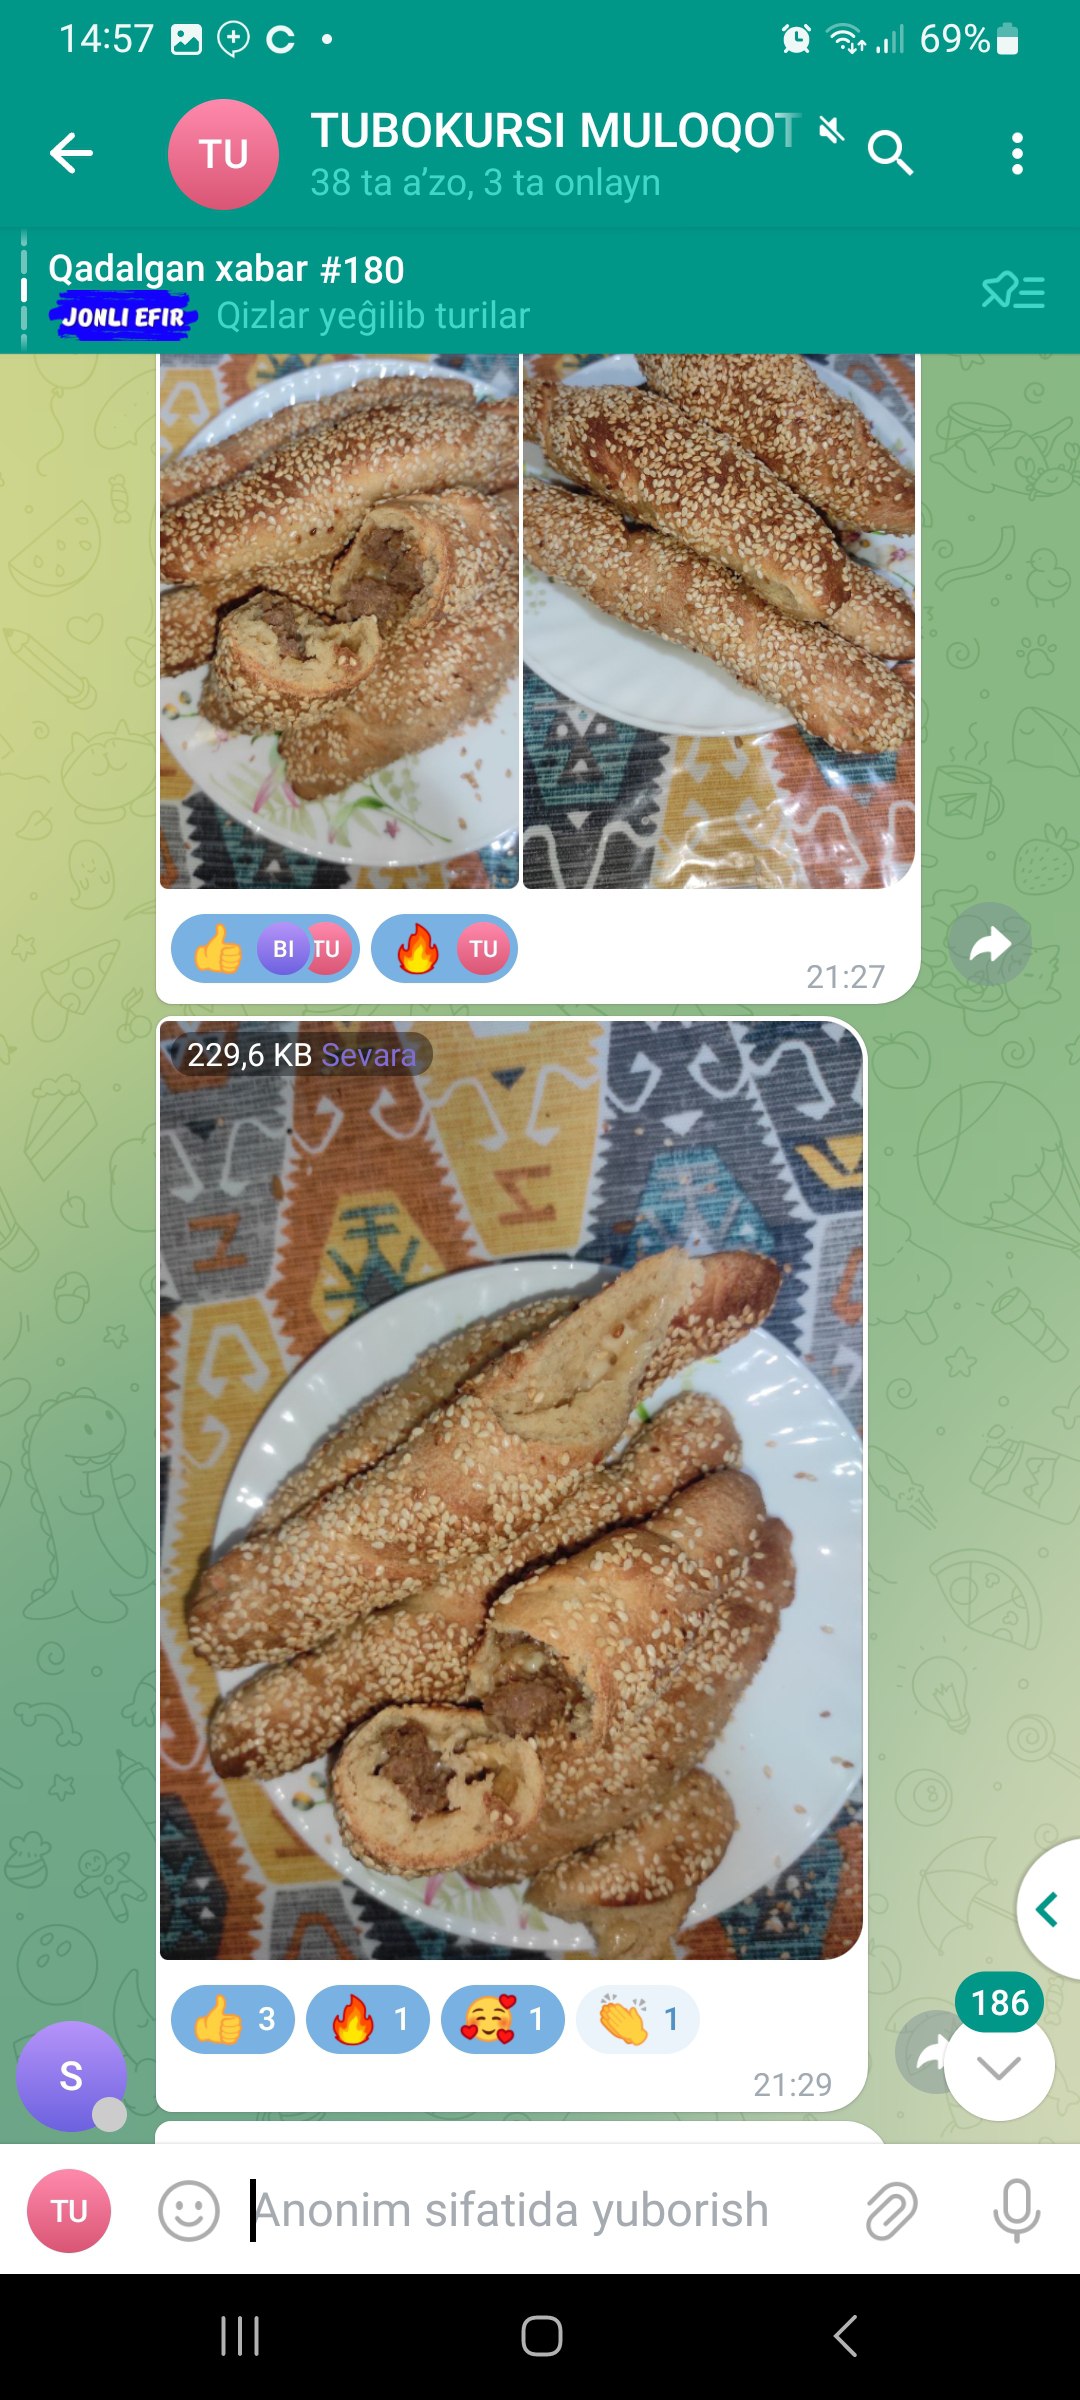 14:57
69%
TU
TUBOKURSI MULOQOT
38 ta a’zo, 3 ta onlayn
Qadalgan xabar #180
JONLI EFIR
Qizlar yeĝilib turilar
BI
TU
TU
21:27
229,6 KB Sevara
3
1
1
1
186
S
21:29
TU
Anonim sifatida yuborish